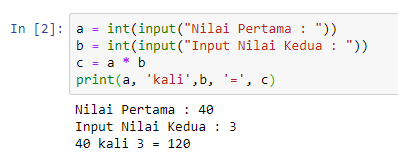 In [2]: a = int(input("Nilai Pertama : "))
b = int(input("Input Nilai Kedua : "))
c = a * b
print(a, 'kali',b, '=', c)
Nilai Pertama : 40
Input Nilai Kedua : 3
40 kali 3 = 120